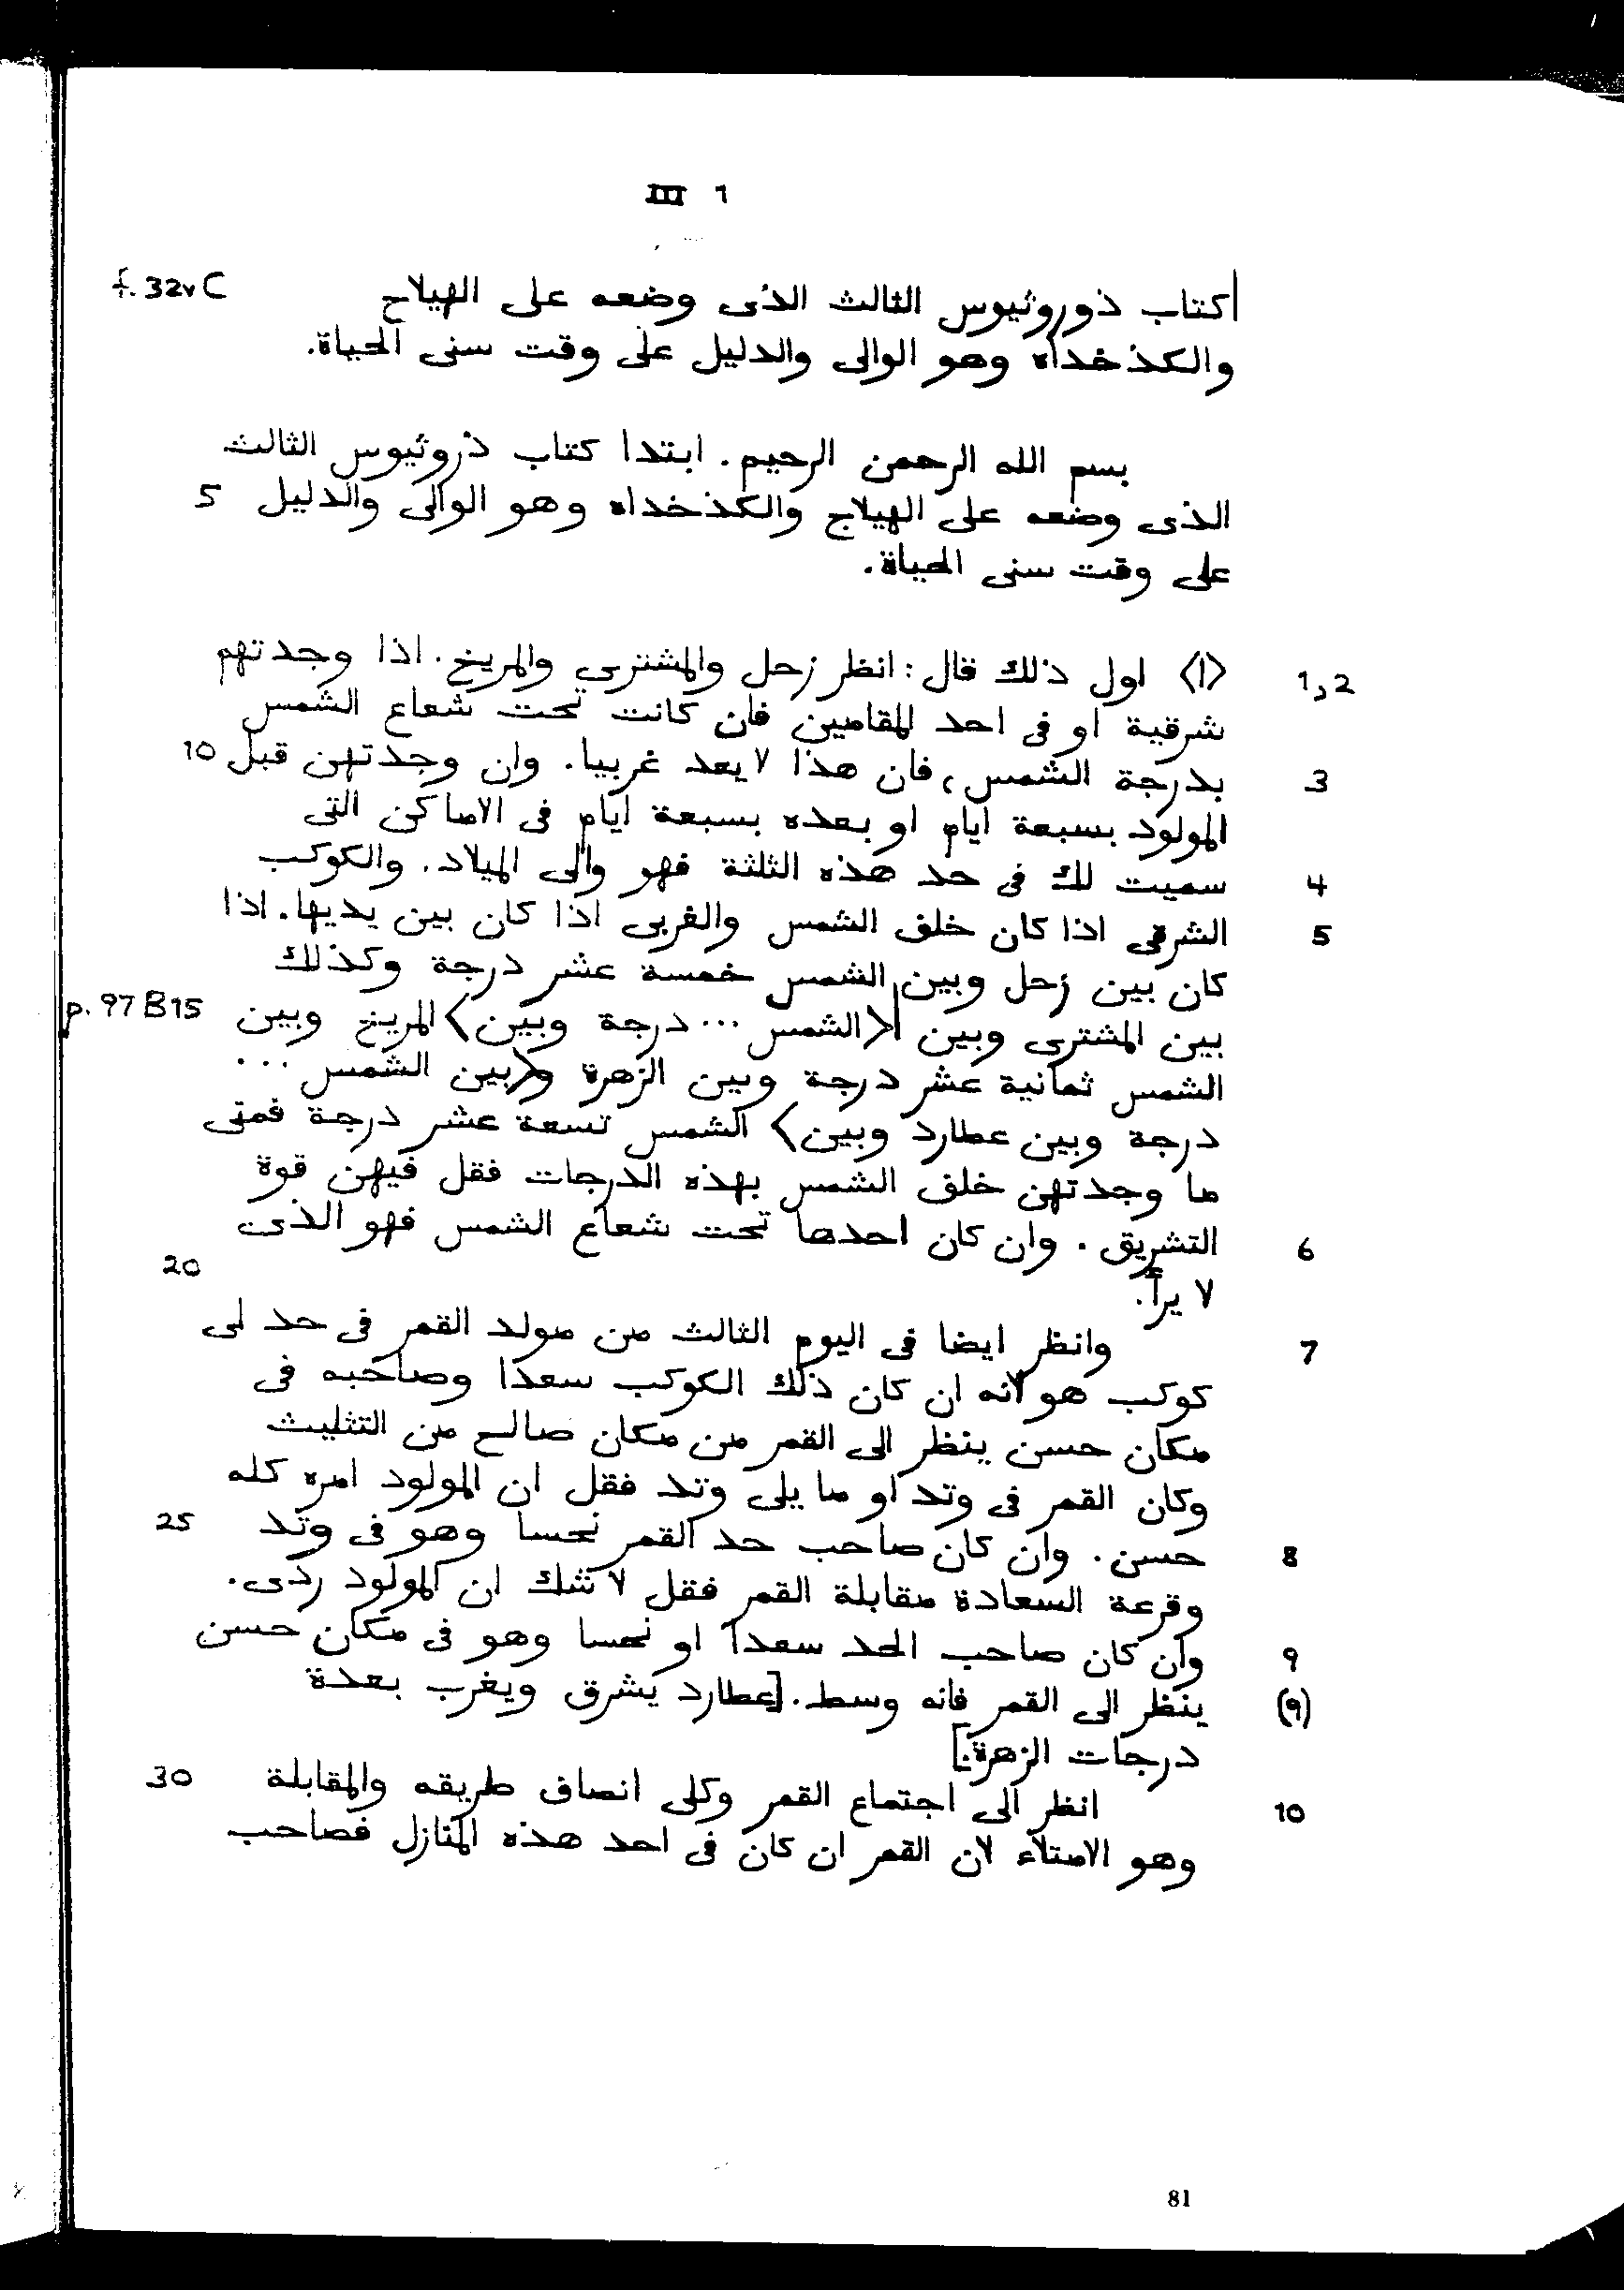 III 1
f. 32v C
|كتاب ذوروثيوس الثالث الذى وضعه على الهيلاج
والكذخداه وهو الوالى والدليل على وقت سنى الحياة.
بسم الله الرحمن الرحيم. ابتدا كتاب ذروثيوس الثالث
الذى وضعه على الهيلاج والكذخداه وهو الوالى والدليل 5
على وقت سنى الحياة.
1,2 <ا> اول ذلك قال: انظر زحل والمشترى والمريخ. اذا وجدتهم
شرقية او فى احد المقامين فان كانت تحت شعاع الشمس
3 بدرجة الشمس، فان هذا لا يعد غربيا. وان وجدتهن قبل 10
المولود بسبعة ايام او بعده بسبعة ايام فى الاماكن التى
4 سميت لك فى حد هذه الثلثة فهو والى الميلاد. والكوكب
5 الشرقى اذا كان خلف الشمس والغربى اذا كان بين يديها. اذا
كان بين زحل وبين الشمس خمسة عشر درجة وكذلك
بين المشترى وبين |<الشمس ... درجة وبين> المريخ وبين p. 97 B 15
الشمس ثمانية عشر درجة وبين الزهرة و<بين الشمس ...
درجة وبين عطارد وبين> الشمس تسعة عشر درجة فمتى
ما وجدتهن خلف الشمس بهذه الدرجات فقل فيهن قوة
6 التشريق. وان كان احدها تحت شعاع الشمس فهو الذى
لا يرأ. 20
7 وانظر ايضا فى اليوم الثالث من مولد القمر فى حد لى
كوكب هو لانه ان كان ذلك الكوكب سعدا وصاحبه فى
مكان حسن ينظر الى القمر من مكان صالح من التثليث
وكان القمر فى وتد او ما يلى وتد فقل ان المولود امره كله
8 حسن. وان كان صاحب حد القمر نحسا وهو فى وتد 25
وقرعة السعادة مقابلة القمر فقل لا شك ان المولود ردى.
9 وان كان صاحب الحد سعدا او نحسا وهو فى مكان حسن
(9) ينظر الى القمر فانه وسط. [عطارد يشرق ويغرب بعدة
درجات الزهرة.]
10 انظر الى اجتماع القمر وكلى انصاف طريقه والمقابلة 30
وهو الامتلاء لان القمر ان كان فى احد هذه المنازل فصاحب
81